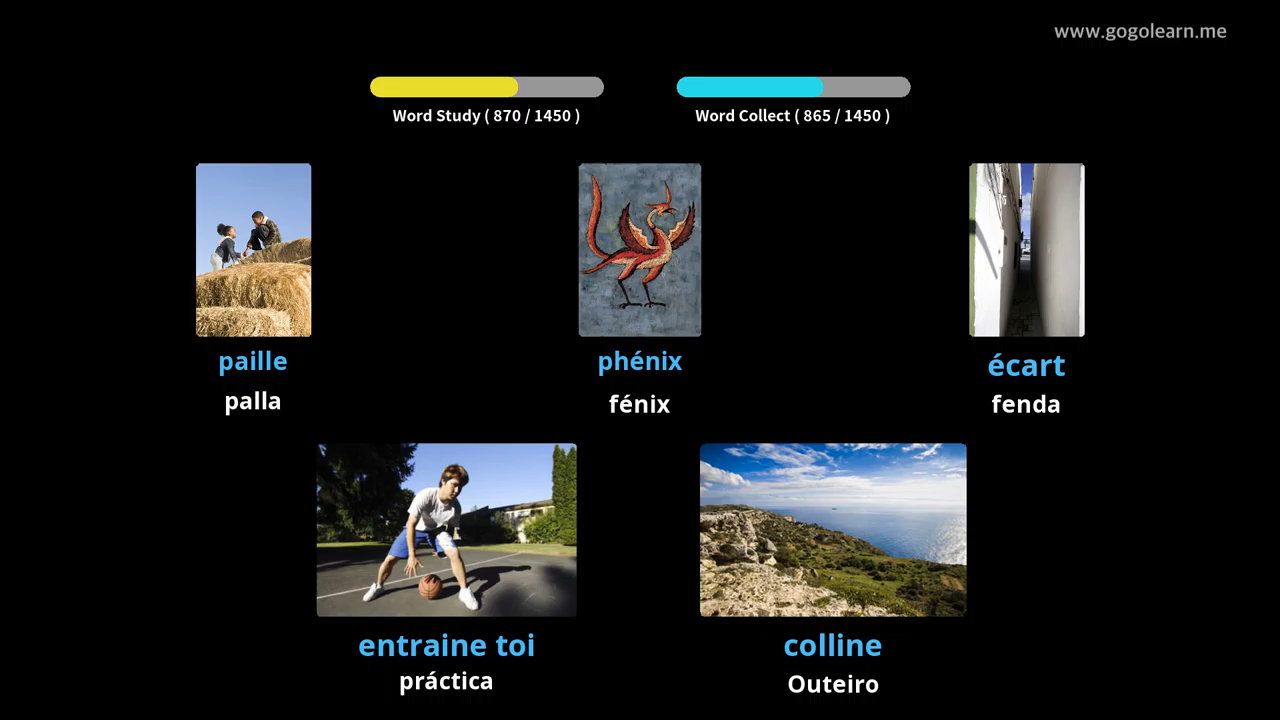 www.gogolearn.me
Word Study ( 870 / 1450 )
Word Collect ( 865 / 1450 )
paille
palla
phénix
fénix
écart
fenda
entraine toi
práctica
colline
Outeiro